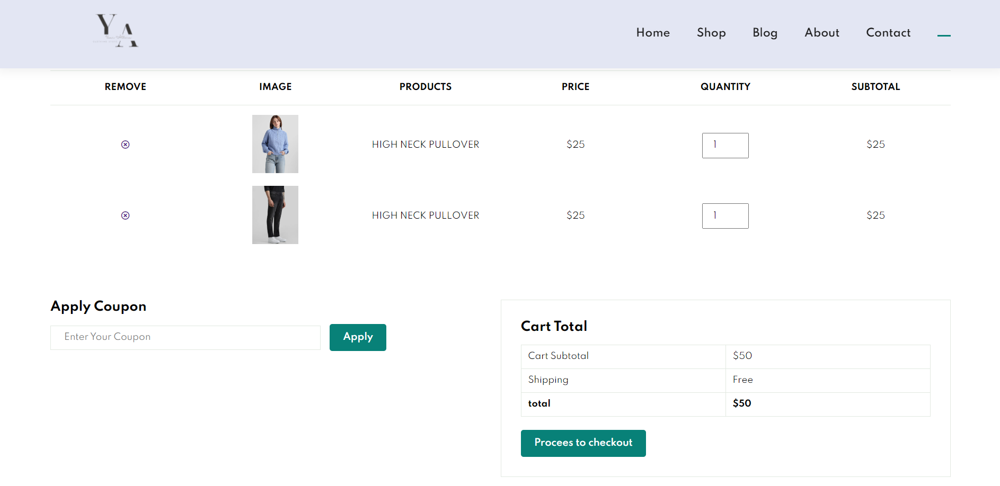 YA
Home Shop Blog About Contact
REMOVE IMAGE PRODUCTS PRICE QUANTITY SUBTOTAL
HIGH NECK PULLOVER $25 1 $25
HIGH NECK PULLOVER $25 1 $25
Apply Coupon
Enter Your Coupon Apply
Cart Total
Cart Subtotal $50
Shipping Free
total $50
Procees to checkout